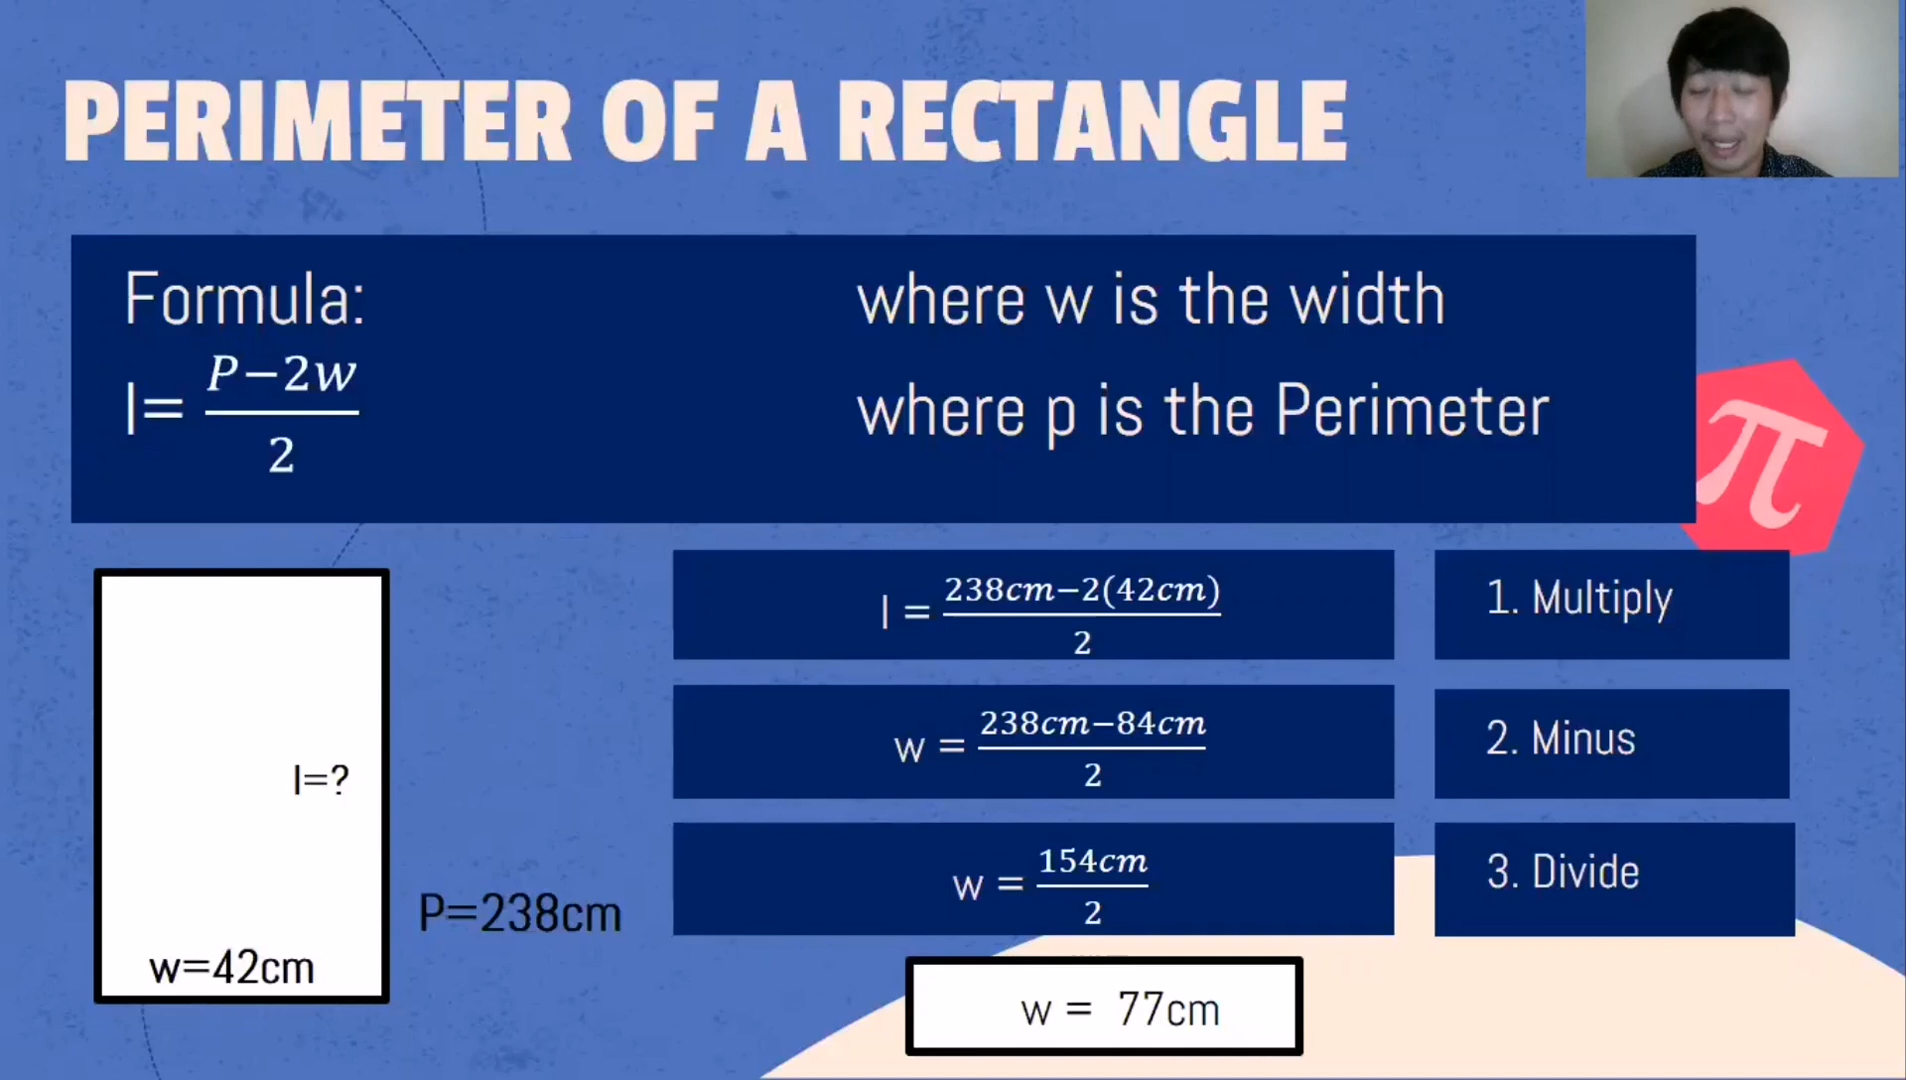 PERIMETER OF A RECTANGLE
Formula:
l= P−2w / 2
where w is the width
where p is the Perimeter
π
l=?
w=42cm
P=238cm
l = 238cm−2(42cm) / 2
1. Multiply
w = 238cm−84cm / 2
2. Minus
w = 154cm / 2
3. Divide
w = 77cm